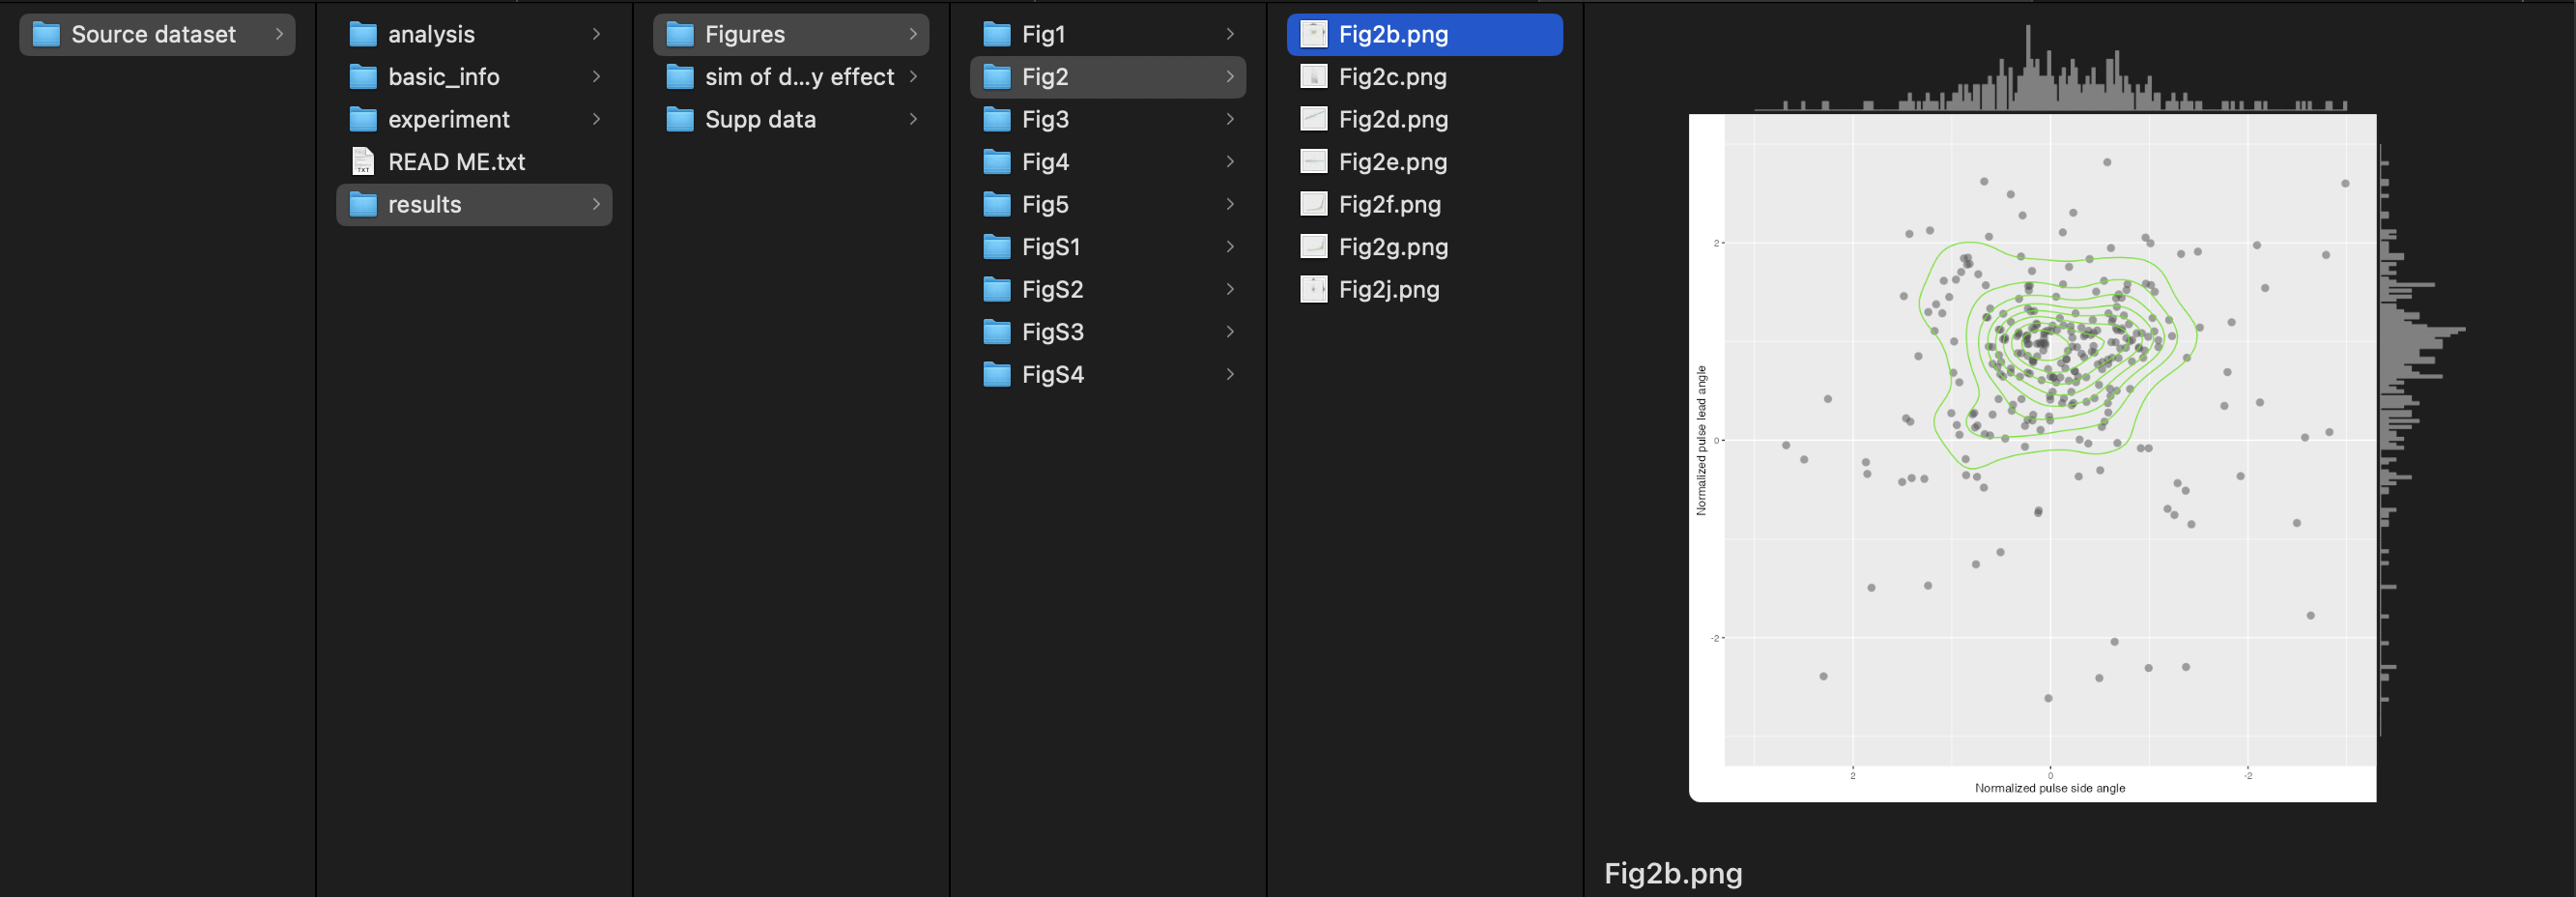 Source dataset
analysis
basic_info
experiment
READ ME.txt
TXT
results
Figures
sim of d...y effect
Supp data
Fig1
Fig2
Fig3
Fig4
Fig5
FigS1
FigS2
FigS3
FigS4
Fig2b.png
Fig2c.png
Fig2d.png
Fig2e.png
Fig2f.png
Fig2g.png
Fig2j.png
Normalized pulse lead angle
2
0
-2
2
0
-2
Normalized pulse side angle
Fig2b.png